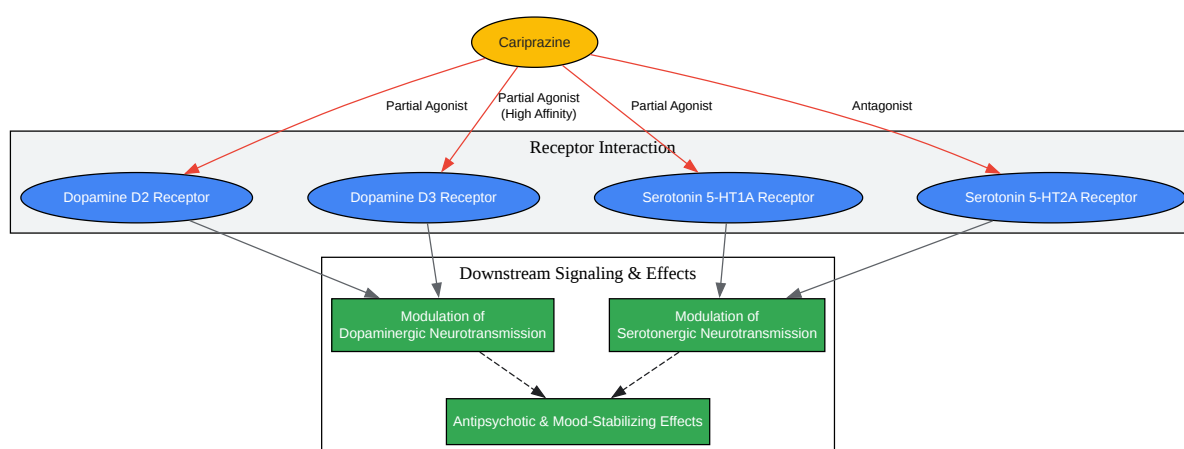 Cariprazine
Partial Agonist
Partial Agonist
(High Affinity)
Partial Agonist
Antagonist
Receptor Interaction
Dopamine D2 Receptor
Dopamine D3 Receptor
Serotonin 5-HT1A Receptor
Serotonin 5-HT2A Receptor
Downstream Signaling & Effects
Modulation of
Dopaminergic Neurotransmission
Modulation of
Serotonergic Neurotransmission
Antipsychotic & Mood-Stabilizing Effects